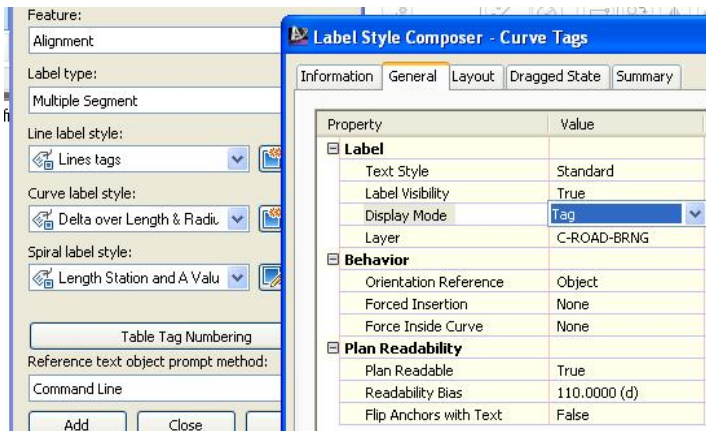 Feature:
Alignment
Label type:
Multiple Segment
Line label style:
Lines tags
Curve label style:
Delta over Length & Radiu
Spiral label style:
Length Station and A Valu
Table Tag Numbering
Reference text object prompt method:
Command Line
Add Close
Label Style Composer - Curve Tags
Information General Layout Dragged State Summary
Property Value
Label
Text Style Standard
Label Visibility True
Display Mode Tag
Layer C-ROAD-BRNG
Behavior
Orientation Reference Object
Forced Insertion None
Force Inside Curve None
Plan Readability
Plan Readable True
Readability Bias 110.0000 (d)
Flip Anchors with Text False